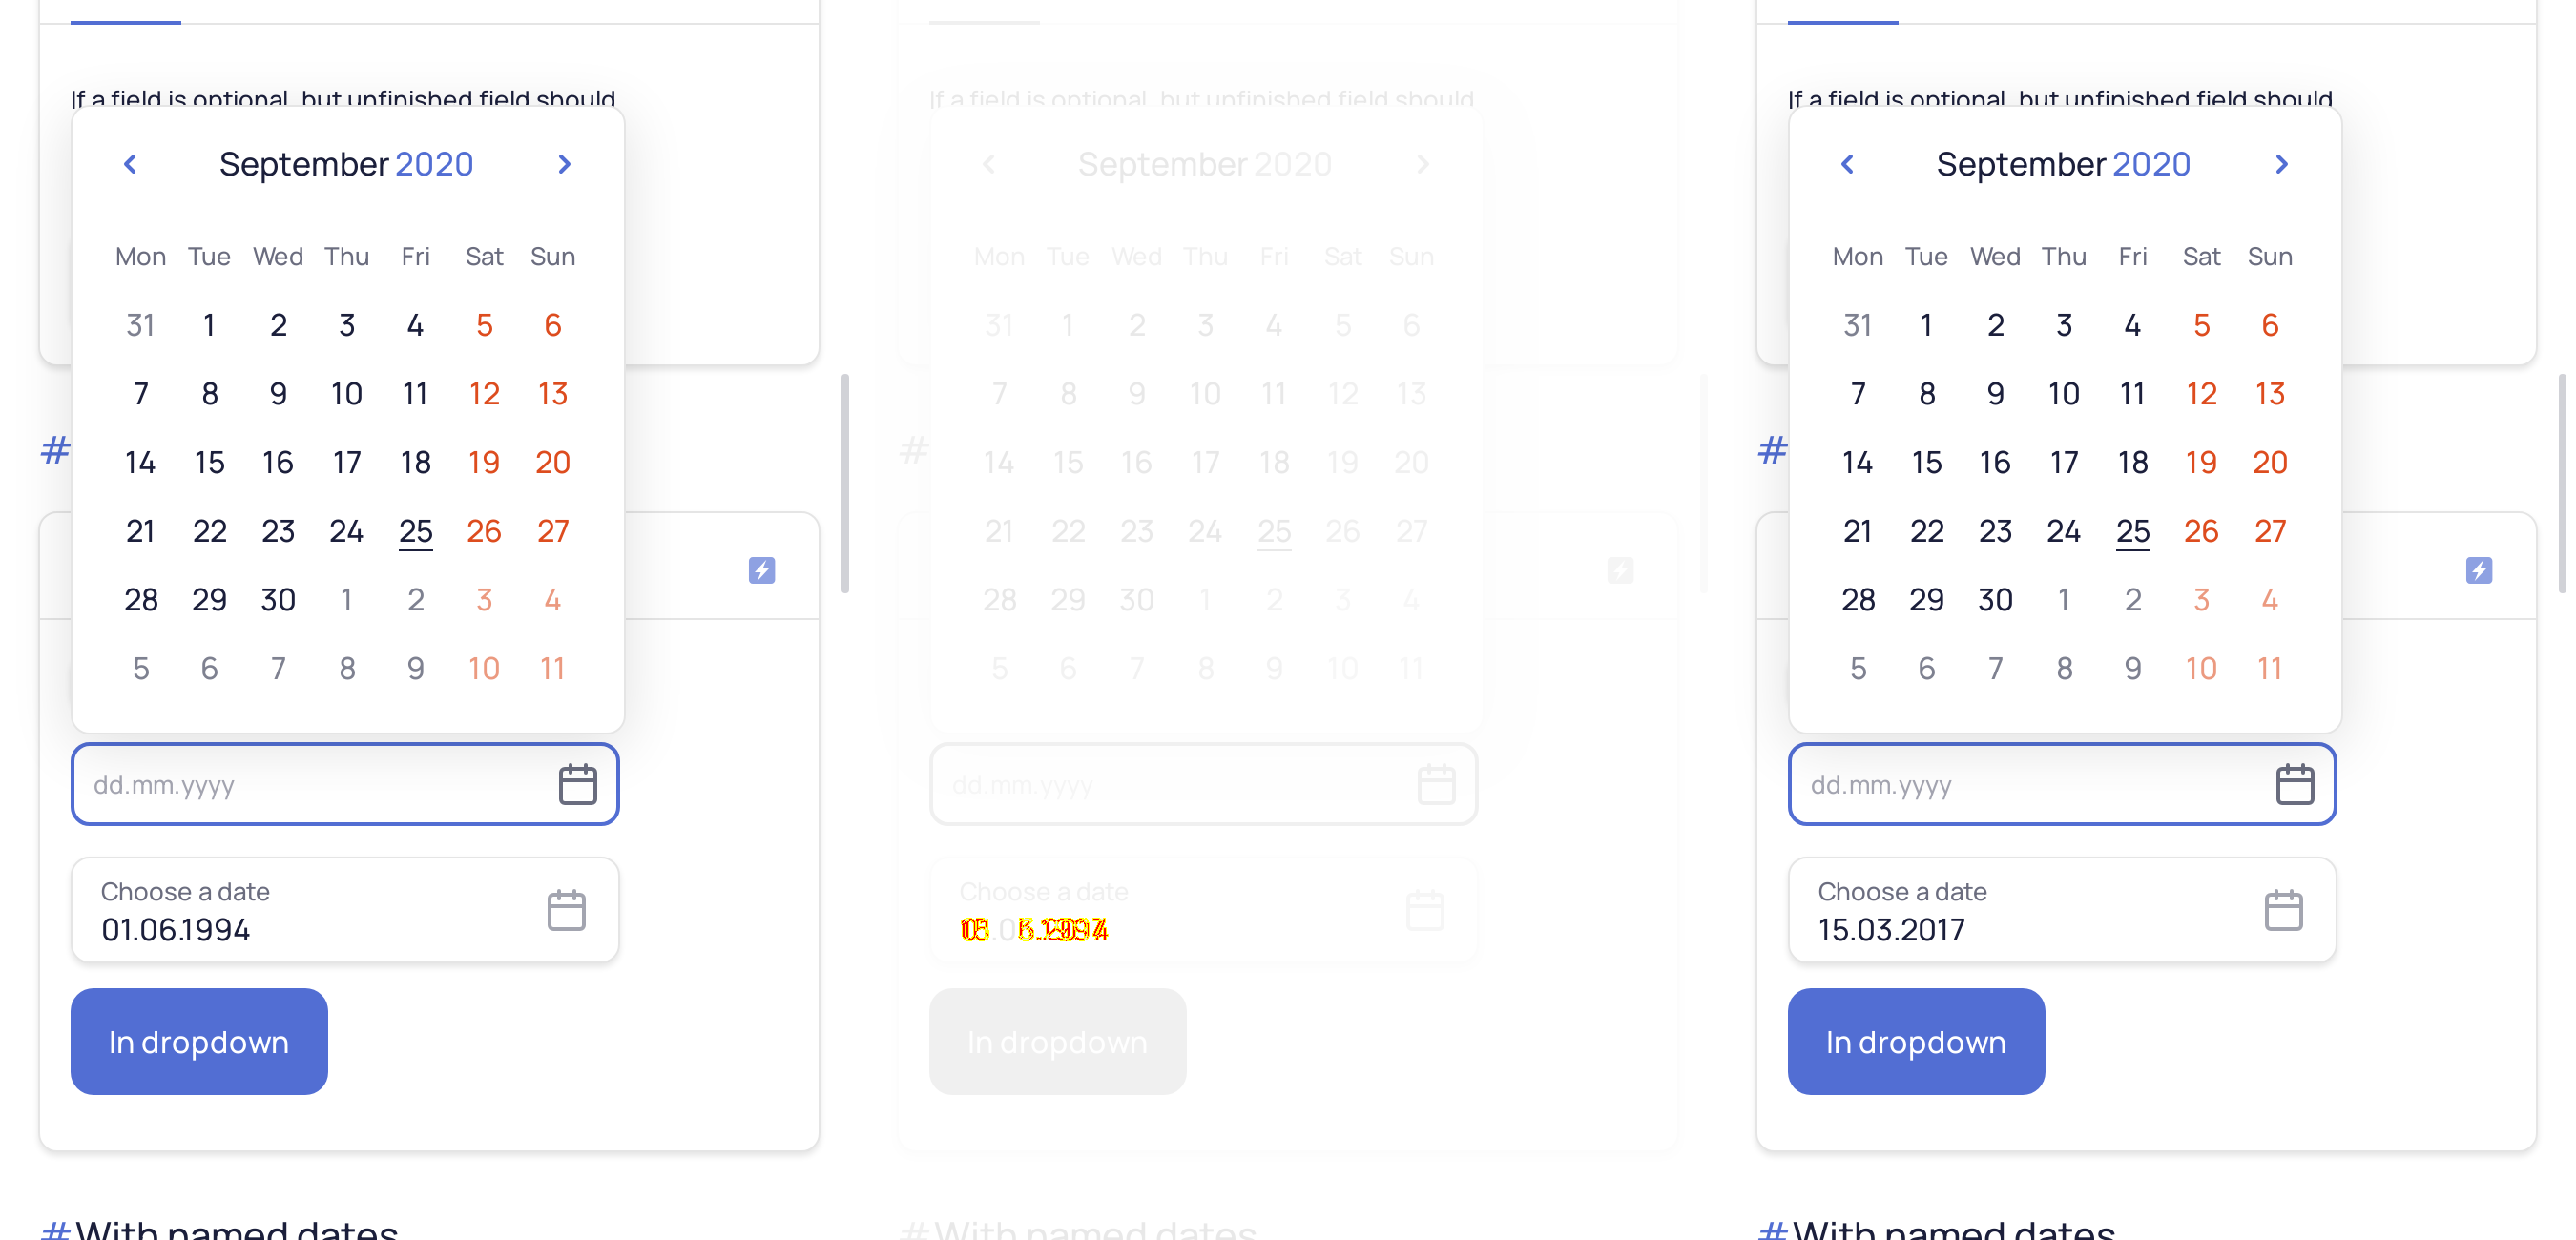 If a field is optional, but unfinished field should
September 2020
Mon Tue Wed Thu Fri Sat Sun
31 1 2 3 4 5 6
7 8 9 10 11 12 13
14 15 16 17 18 19 20
21 22 23 24 25 26 27
28 29 30 1 2 3 4
5 6 7 8 9 10 11
#
dd.mm.yyyy
Choose a date
01.06.1994
In dropdown
# With named dates
If a field is optional, but unfinished field should
September 2020
Mon Tue Wed Thu Fri Sat Sun
31 1 2 3 4 5 6
7 8 9 10 11 12 13
14 15 16 17 18 19 20
21 22 23 24 25 26 27
28 29 30 1 2 3 4
5 6 7 8 9 10 11
#
dd.mm.yyyy
Choose a date
In dropdown
# With named dates
If a field is optional, but unfinished field should
September 2020
Mon Tue Wed Thu Fri Sat Sun
31 1 2 3 4 5 6
7 8 9 10 11 12 13
14 15 16 17 18 19 20
21 22 23 24 25 26 27
28 29 30 1 2 3 4
5 6 7 8 9 10 11
#
dd.mm.yyyy
Choose a date
15.03.2017
In dropdown
# With named dates